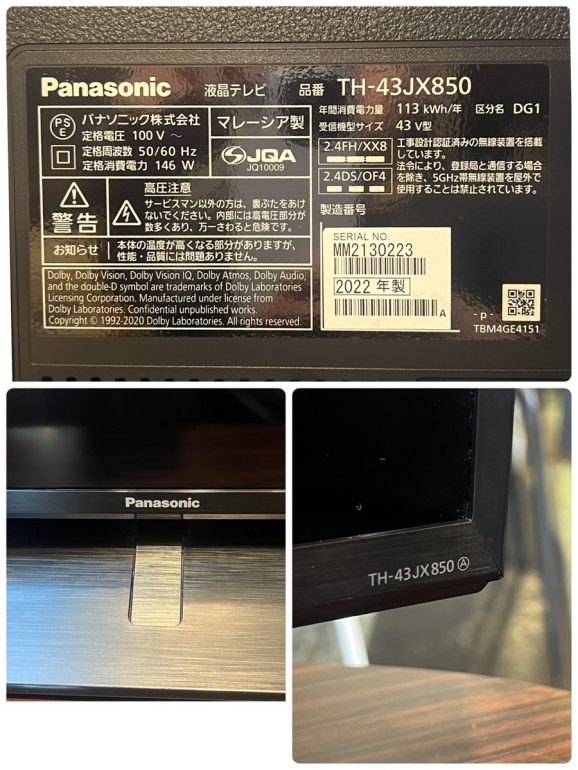 Panasonic 液晶テレビ 品番 TH-43JX850
PSE
パナソニック株式会社
定格電圧 100 V ～
定格周波数 50/60 Hz
定格消費電力 146 W
マレーシア製
JQA
JQ10009
年間消費電力量 113 kWh/年 区分名 DG1
受信機型サイズ 43 V型
2.4FH/XX8
2.4DS/OF4
工事設計認証済みの無線装置を搭載
しています。
法令により、登録局と通信する場合
を除き、5GHz帯無線装置を屋外で
使用することは禁止されています。
警告
高圧注意
サービスマン以外の方は、裏ぶたをあけ
ないでください。内部には高電圧部分が
数多くあり、万一さわると危険です。
お知らせ
本体の温度が高くなる部分がありますが、
性能・品質には問題ありません。
Dolby, Dolby Vision, Dolby Vision IQ, Dolby Atmos, Dolby Audio,
and the double-D symbol are trademarks of Dolby Laboratories
Licensing Corporation. Manufactured under license from
Dolby Laboratories. Confidential unpublished works.
Copyright © 1992-2020 Dolby Laboratories. All rights reserved.
製造番号
SERIAL NO.
MM2130223
2022 年製
A
- p -
TBM4GE4151
Panasonic
TH-43JX850 Ⓐ